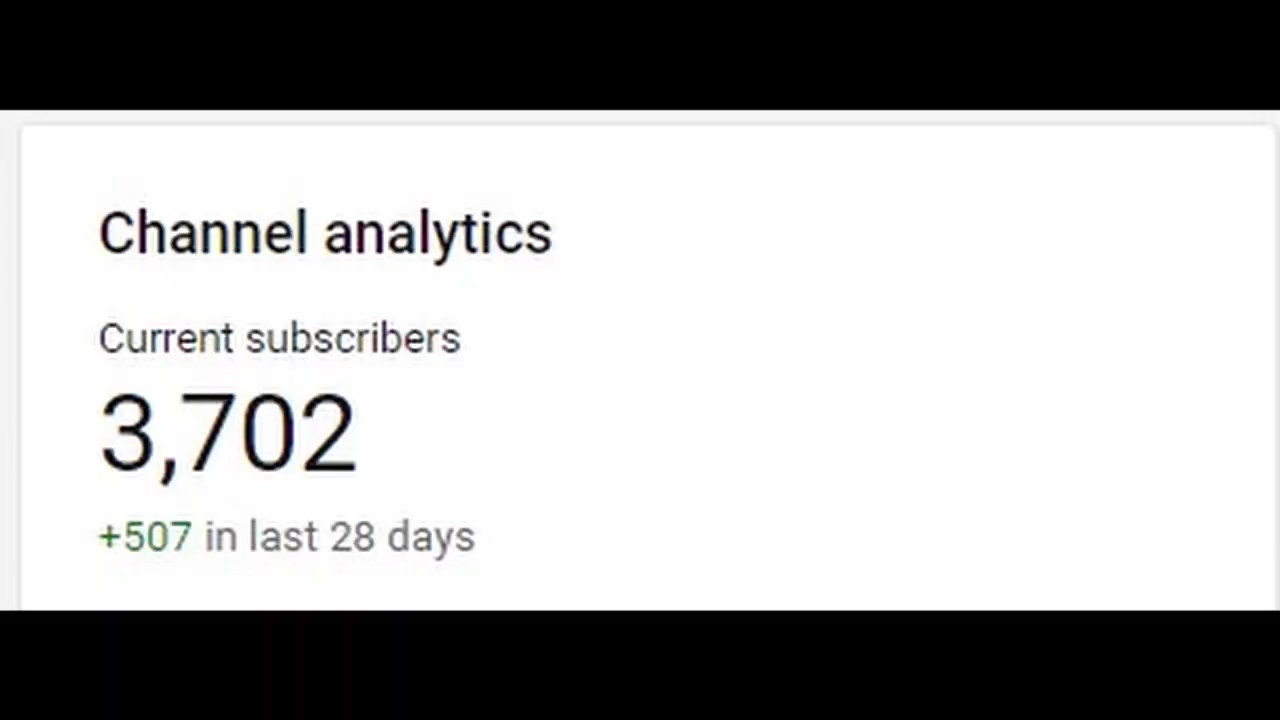 Channel analytics
Current subscribers
3,702
+507 in last 28 days